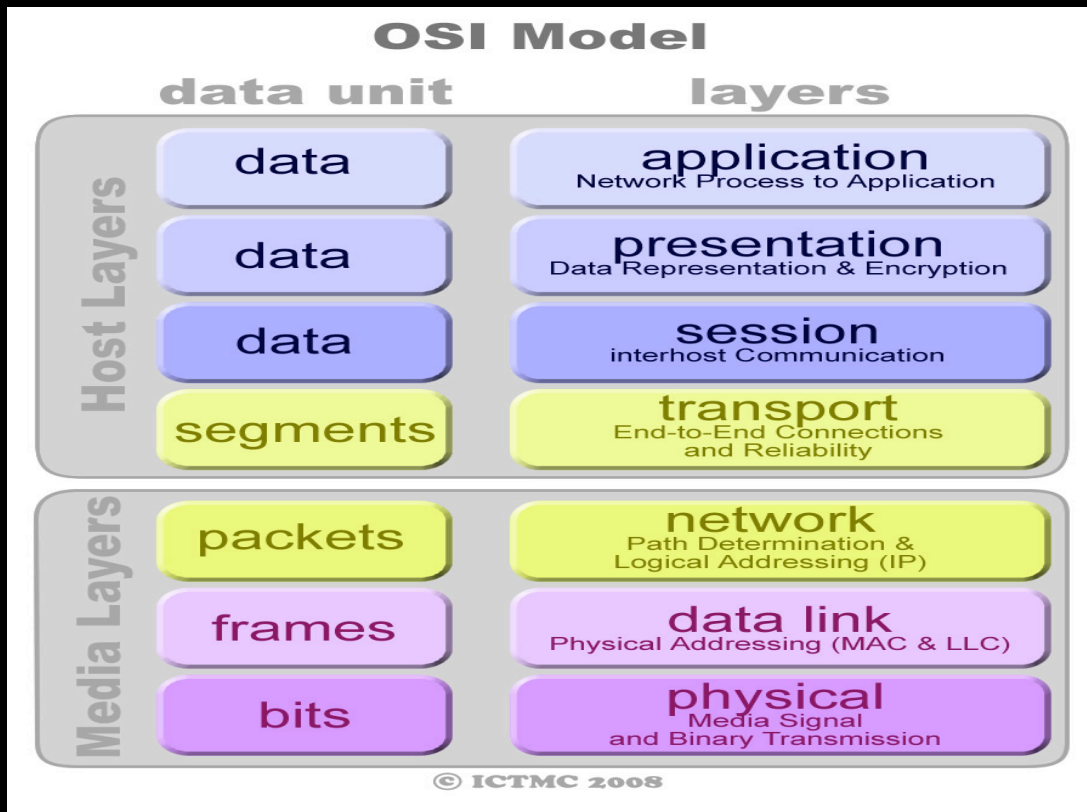 OSI Model
data unit layers
Host Layers
data
application
Network Process to Application
data
presentation
Data Representation & Encryption
data
session
interhost Communication
segments
transport
End-to-End Connections
and Reliability
Media Layers
packets
network
Path Determination &
Logical Addressing (IP)
frames
data link
Physical Addressing (MAC & LLC)
bits
physical
Media Signal
and Binary Transmission
© ICTMC 2008